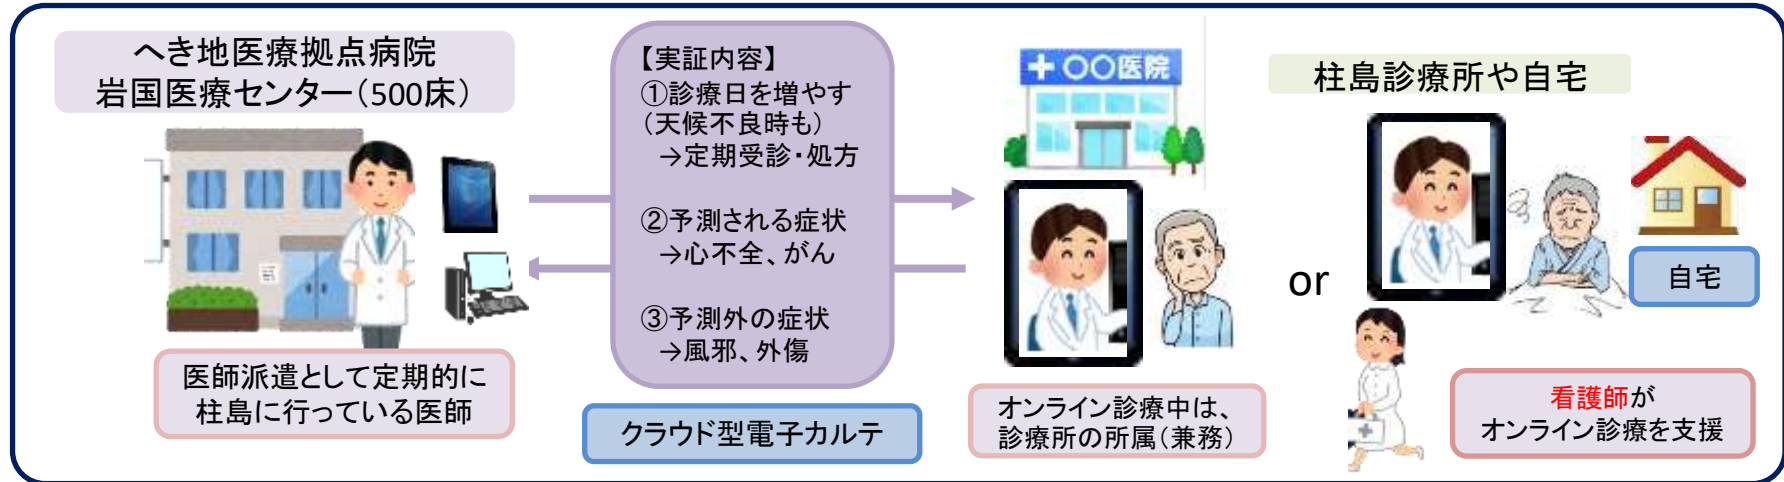 へき地医療拠点病院
岩国医療センター（500床）
医師派遣として定期的に
柱島に行っている医師
【実証内容】
①診療日を増やす
（天候不良時も）
→定期受診・処方
②予測される症状
→心不全、がん
③予測外の症状
→風邪、外傷
クラウド型電子カルテ
〇〇医院
オンライン診療中は、
診療所の所属（兼務）
or
柱島診療所や自宅
自宅
看護師が
オンライン診療を支援